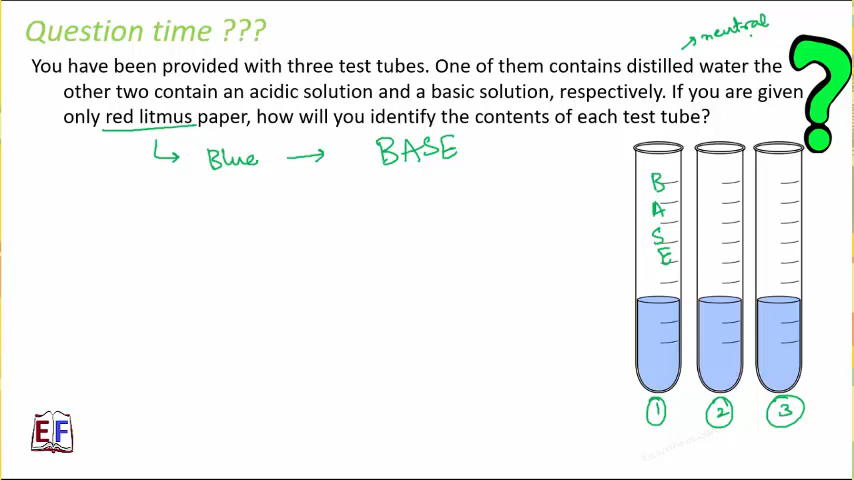 Question time ???
neutral
You have been provided with three test tubes. One of them contains distilled water the
other two contain an acidic solution and a basic solution, respectively. If you are given
only red litmus paper, how will you identify the contents of each test tube?
Blue → BASE
B
A
S
E
1 2 3
EF